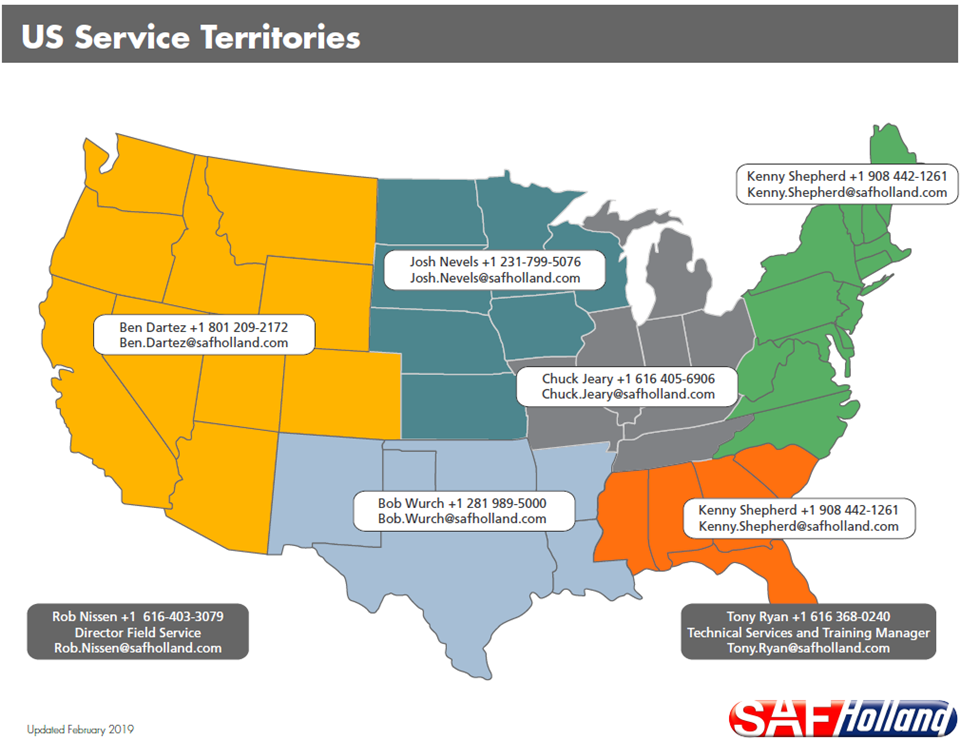 US Service Territories
Kenny Shepherd +1 908 442-1261
Kenny.Shepherd@safholland.com
Josh Nevels +1 231-799-5076
Josh.Nevels@safholland.com
Ben Dartez +1 801 209-2172
Ben.Dartez@safholland.com
Chuck Jeary +1 616 405-6906
Chuck.Jeary@safholland.com
Bob Wurch +1 281 989-5000
Bob.Wurch@safholland.com
Kenny Shepherd +1 908 442-1261
Kenny.Shepherd@safholland.com
Rob Nissen +1  616-403-3079
Director Field Service
Rob.Nissen@safholland.com
Tony Ryan +1 616 368-0240
Technical Services and Training Manager
Tony.Ryan@safholland.com
Updated February 2019
SAF Holland